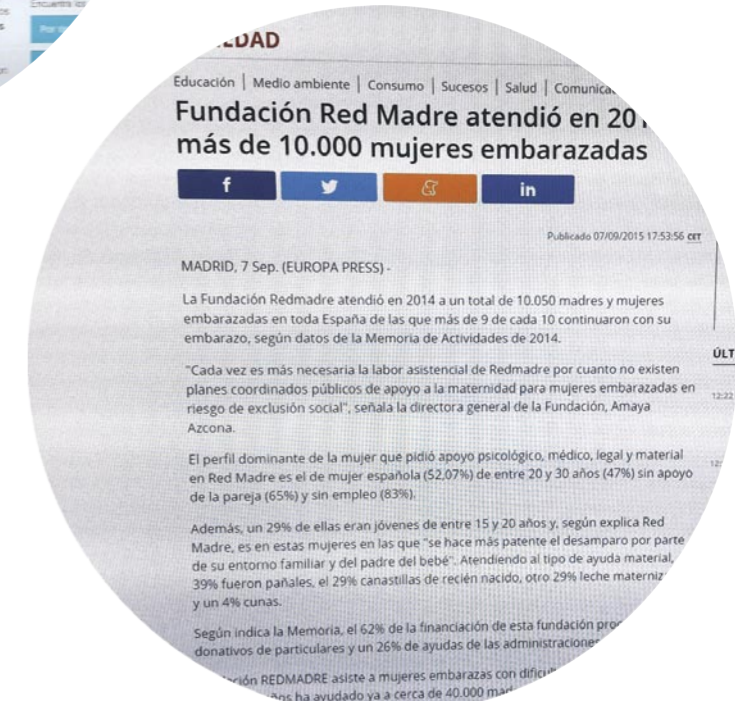 Educación | Medio ambiente | Consumo | Sucesos | Salud |
Fundación Red Madre atendió en
más de 10.000 mujeres embarazadas
f
in
Publicado 07/09/2015 17:53:56 CET
MADRID, 7 Sep. (EUROPA PRESS) -
La Fundación Redmadre atendió en 2014 a un total de 10.050 madres y mujeres
embarazadas en toda España de las que más de 9 de cada 10 continuaron con su
embarazo, según datos de la Memoria de Actividades de 2014.
"Cada vez es más necesaria la labor asistencial de Redmadre por cuanto no existen
planes coordinados públicos de apoyo a la maternidad para mujeres embarazadas en
riesgo de exclusión social", señala la directora general de la Fundación, Amaya
Azcona.
El perfil dominante de la mujer que pidió apoyo psicológico, médico, legal y material
en Red Madre es el de mujer española (52,07%) de entre 20 y 30 años (47%) sin apoyo
de la pareja (65%) y sin empleo (83%).
Además, un 29% de ellas eran jóvenes de entre 15 y 20 años y, según explica Red
Madre, es en estas mujeres en las que "se hace más patente el desamparo por parte
de su entorno familiar y del padre del bebé". Atendiendo al tipo de ayuda material,
39% fueron pañales, el 29% canastillas de recién nacido, otro 29% leche
y un 4% cunas.
Según indica la Memoria, el 62% de la financiación de esta fundación
donativos de particulares y un 26% de ayudas de las administraciones
REDMADRE asiste a mujeres embarazas con
ha ayudado ya a cerca de 40.000
ÚLT
12:22